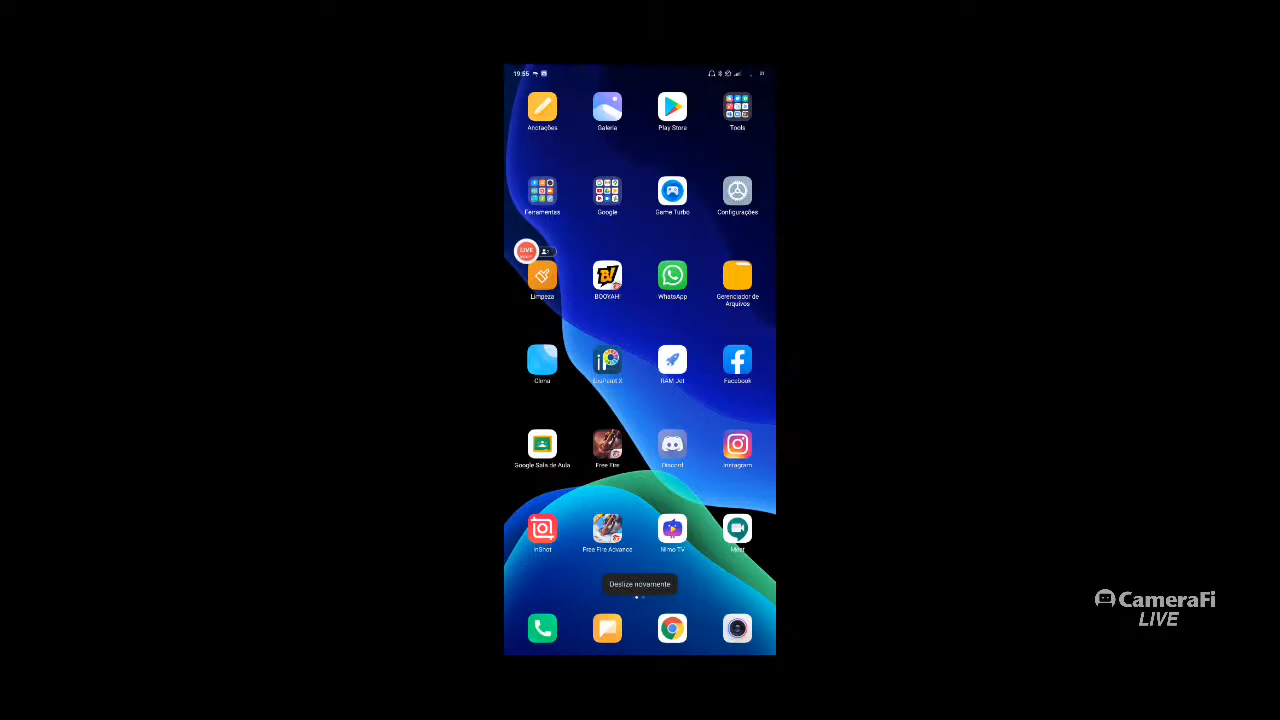 19:55
Anotações
Galeria
Play Store
Tools
Ferramentas
Google
Game Turbo
Configurações
LIVE
Limpeza
BOOYAH!
WhatsApp
Gerenciador de
Arquivos
Clima
ibisPaint X
RAM Jet
Facebook
Google Sala de Aula
Free Fire
Discord
Instagram
InShot
Free Fire Advance
Nimo TV
Meet
Deslize novamente
CameraFi
LIVE